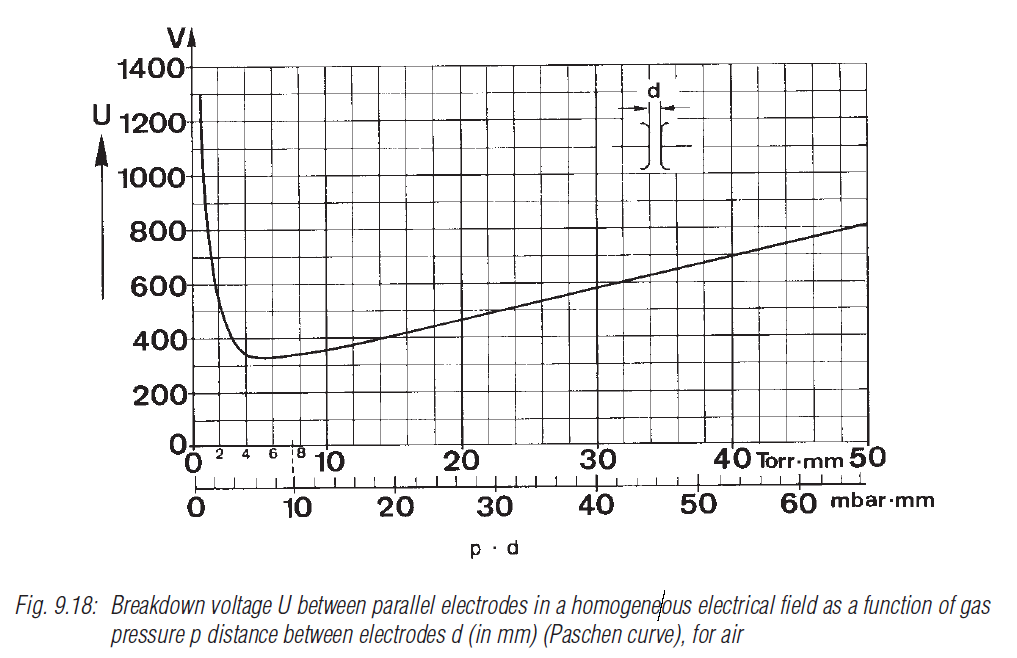 V
1400
U 1200
1000
800
600
400
200
0
d
0 2 4 6 8 10 20 30 40 Torr·mm 50
0 10 20 30 40 50 60 mbar·mm
p · d
Fig. 9.18: Breakdown voltage U between parallel electrodes in a homogeneous electrical field as a function of gas
pressure p distance between electrodes d (in mm) (Paschen curve), for air